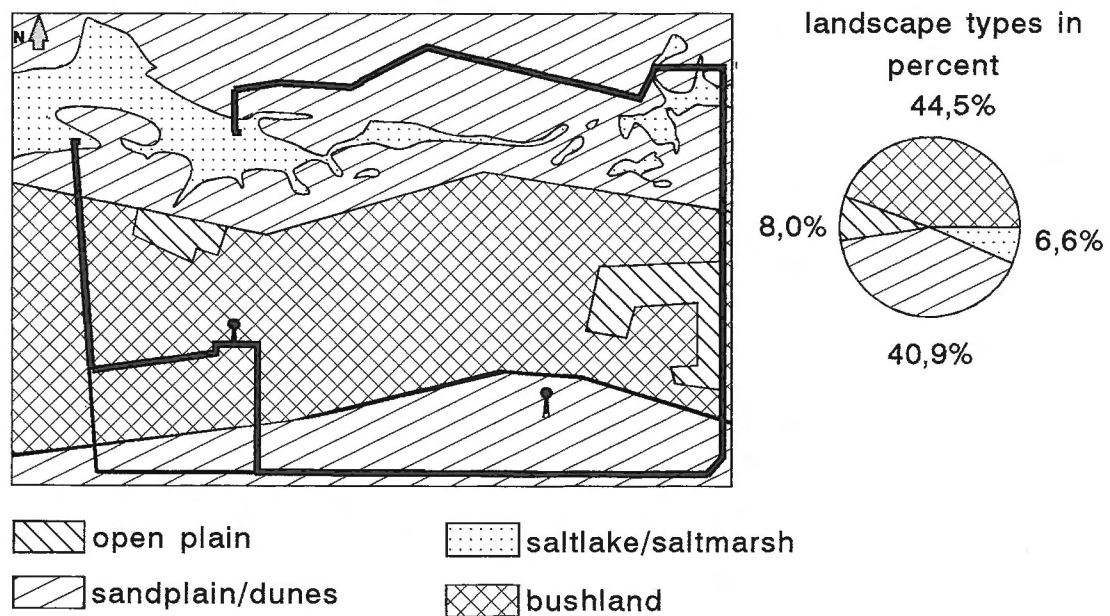 N
landscape types in
percent
44,5%
8,0%
6,6%
40,9%
open plain
saltlake/saltmarsh
sandplain/dunes
bushland